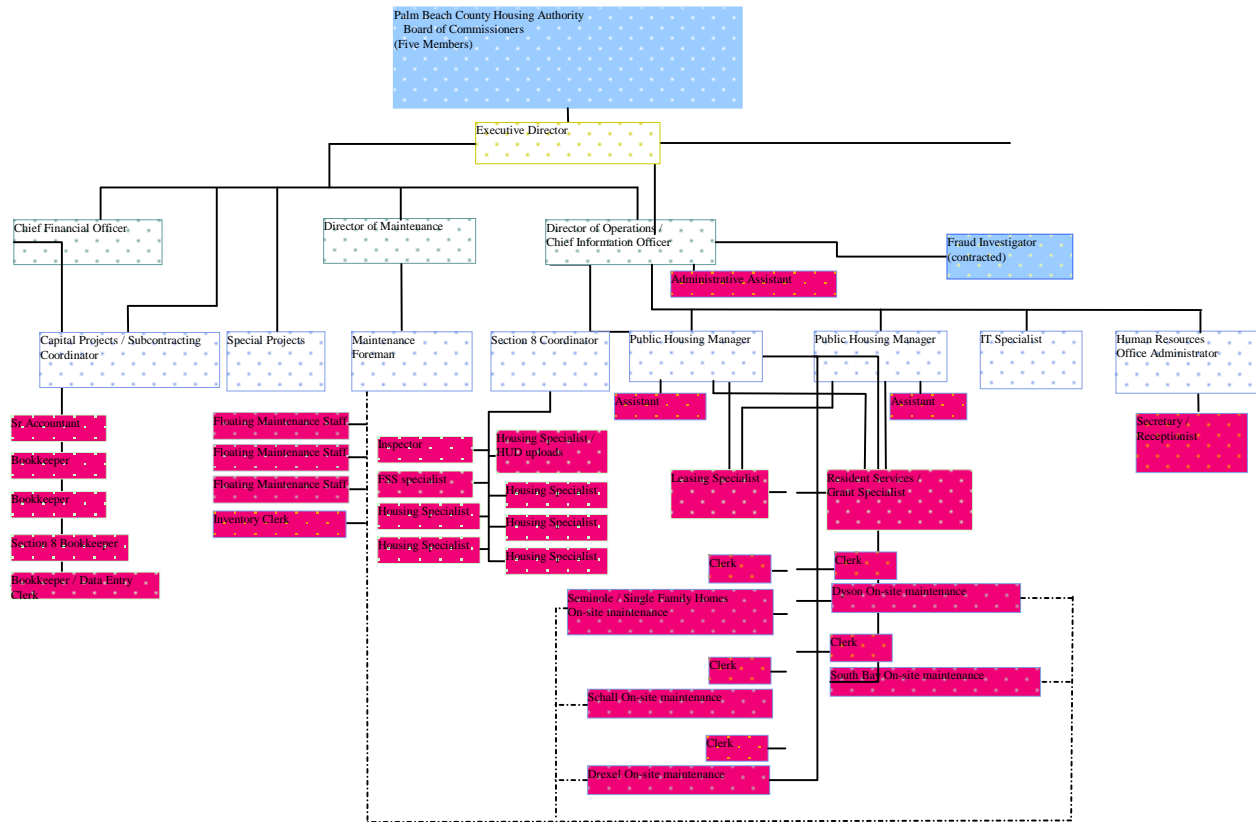 Palm Beach County Housing Authority
Board of Commissioners
(Five Members)
Executive Director
Chief Financial Officer
Director of Maintenance
Director of Operations /
Chief Information Officer
Fraud Investigator
(contracted)
Administrative Assistant
Capital Projects / Subcontracting
Coordinator
Special Projects
Maintenance
Foreman
Section 8 Coordinator
Public Housing Manager
Public Housing Manager
IT Specialist
Human Resources
Office Administrator
Assistant
Assistant
Sr. Accountant
Bookkeeper
Bookkeeper
Section 8 Bookkeeper
Bookkeeper / Data Entry
Clerk
Floating Maintenance Staff
Floating Maintenance Staff
Floating Maintenance Staff
Inventory Clerk
Inspector
FSS specialist
Housing Specialist
Housing Specialist
Housing Specialist /
HUD uploads
Housing Specialist
Housing Specialist
Housing Specialist
Secretary /
Receptionist
Leasing Specialist
Resident Services /
Grant Specialist
Clerk
Seminole / Single Family Homes
On-site maintenance
Clerk
Schall On-site maintenance
Clerk
Drexel On-site maintenance
Clerk
Dyson On-site maintenance
Clerk
South Bay On-site maintenance